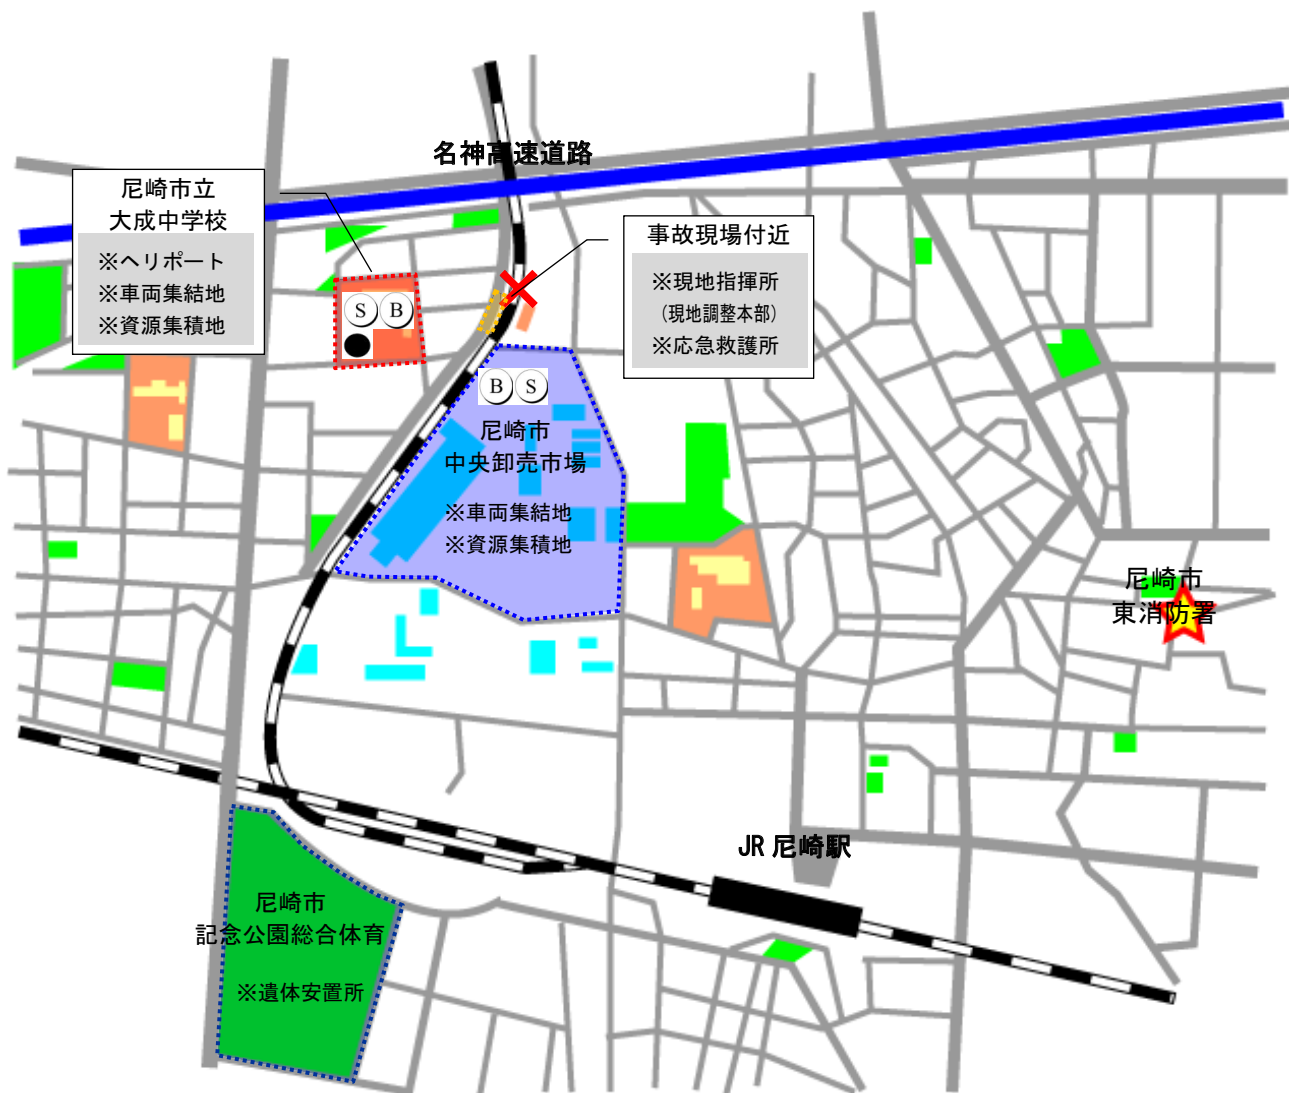 名神高速道路
尼崎市立
大成中学校
※ヘリポート
※車両集結地
※資源集積地
事故現場付近
※現地指揮所
(現地調整本部)
※応急救護所
S B
B S
尼崎市
中央卸売市場
※車両集結地
※資源集積地
尼崎市
東消防署
JR 尼崎駅
尼崎市
記念公園総合体育
※遺体安置所